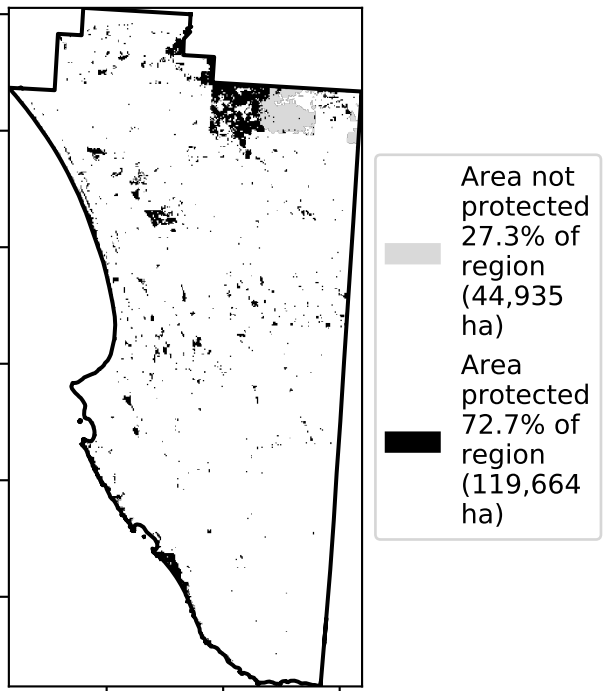 Area not
protected
27.3% of
region
(44,935
ha)
Area
protected
72.7% of
region
(119,664
ha)